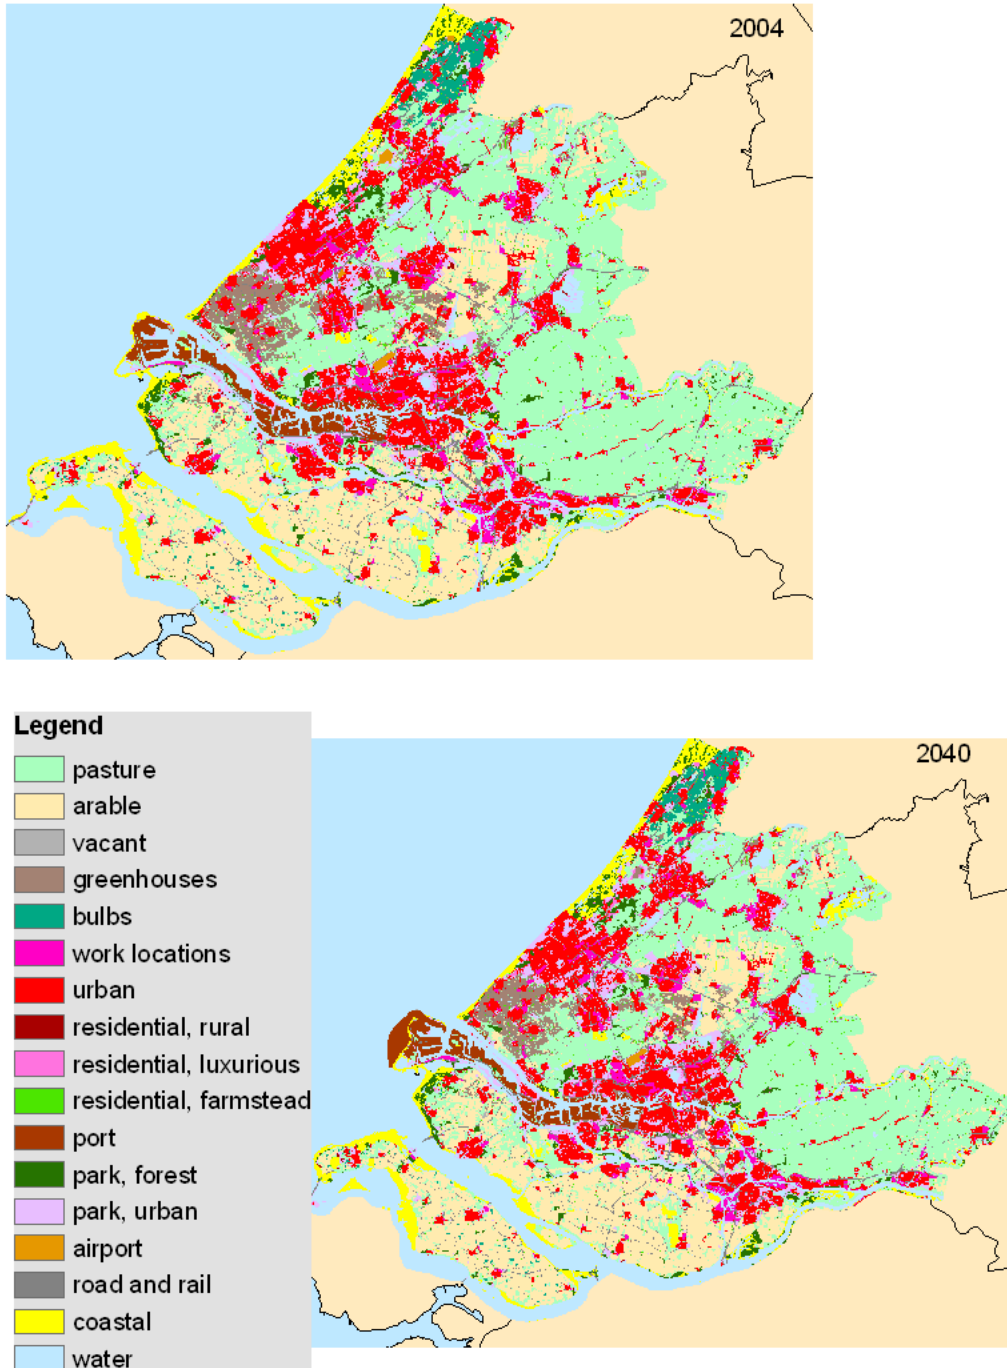 2004
Legend
pasture
arable
vacant
greenhouses
bulbs
work locations
urban
residential, rural
residential, luxurious
residential, farmstead
port
park, forest
park, urban
airport
road and rail
coastal
water
2040